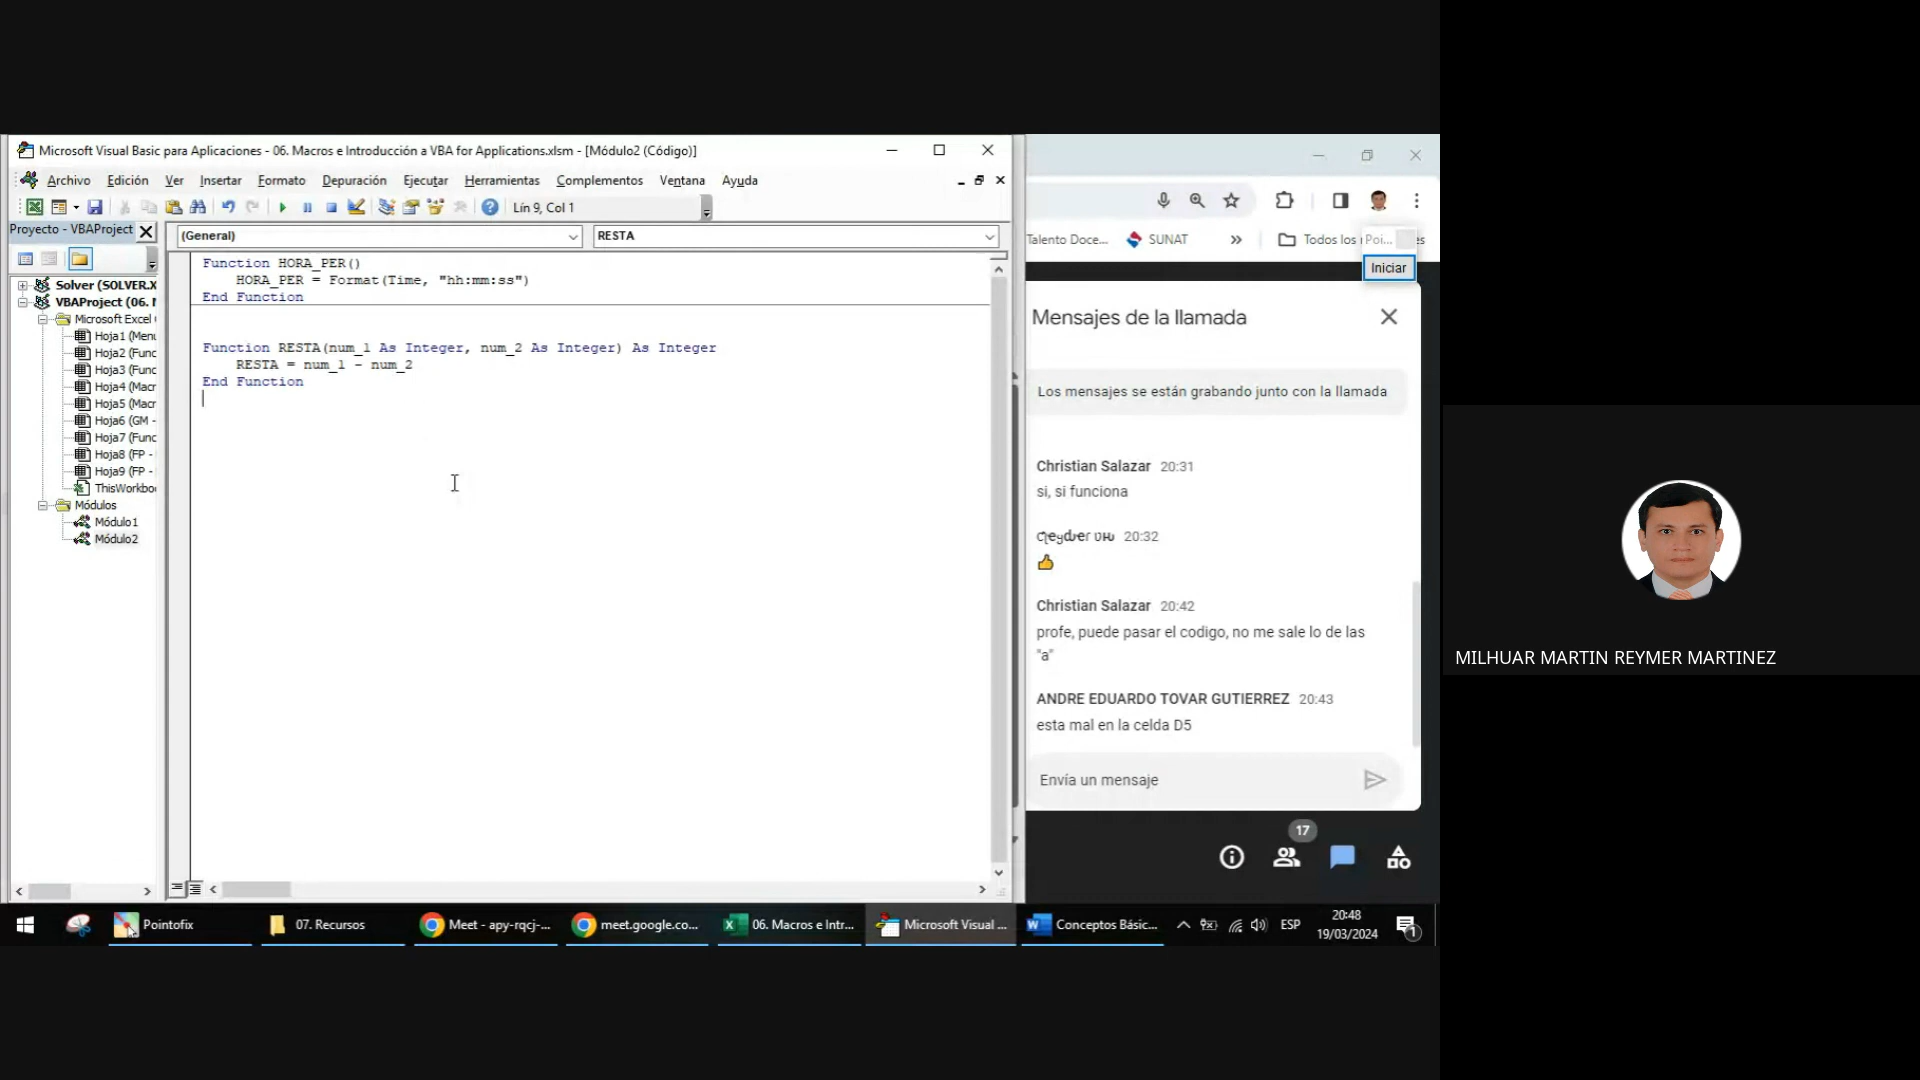 Microsoft Visual Basic para Aplicaciones - 06. Macros e Introducción a VBA for Applications.xlsm - [Módulo2 (Código)]
Archivo Edición Ver Insertar Formato Depuración Ejecutar Herramientas Complementos Ventana Ayuda
Lín 9, Col 1
Proyecto - VBAProject
Solver (SOLVER.X
VBAProject (06. M
Microsoft Excel
Hoja1 (Menu
Hoja2 (Func
Hoja3 (Func
Hoja4 (Macr
Hoja5 (Macr
Hoja6 (GM -
Hoja7 (Func
Hoja8 (FP -
Hoja9 (FP -
ThisWorkboo
Módulos
Módulo1
Módulo2
(General)
RESTA
Function HORA_PER()
HORA_PER = Format(Time, "hh:mm:ss")
End Function
Function RESTA(num_1 As Integer, num_2 As Integer) As Integer
RESTA = num_1 - num_2
End Function
Talento Doce... SUNAT » Todos los
Poi...
Iniciar
Mensajes de la llamada
Los mensajes se están grabando junto con la llamada
Christian Salazar 20:31
si, si funciona
20:32
👍
Christian Salazar 20:42
profe, puede pasar el codigo, no me sale lo de las
"a"
ANDRE EDUARDO TOVAR GUTIERREZ 20:43
esta mal en la celda D5
Envía un mensaje
17
MILHUAR MARTIN REYMER MARTINEZ
Pointofix
07. Recursos
Meet - apy-rqcj-...
meet.google.co...
06. Macros e Intr...
Microsoft Visual ...
Conceptos Básic...
ESP
20:48
19/03/2024
1